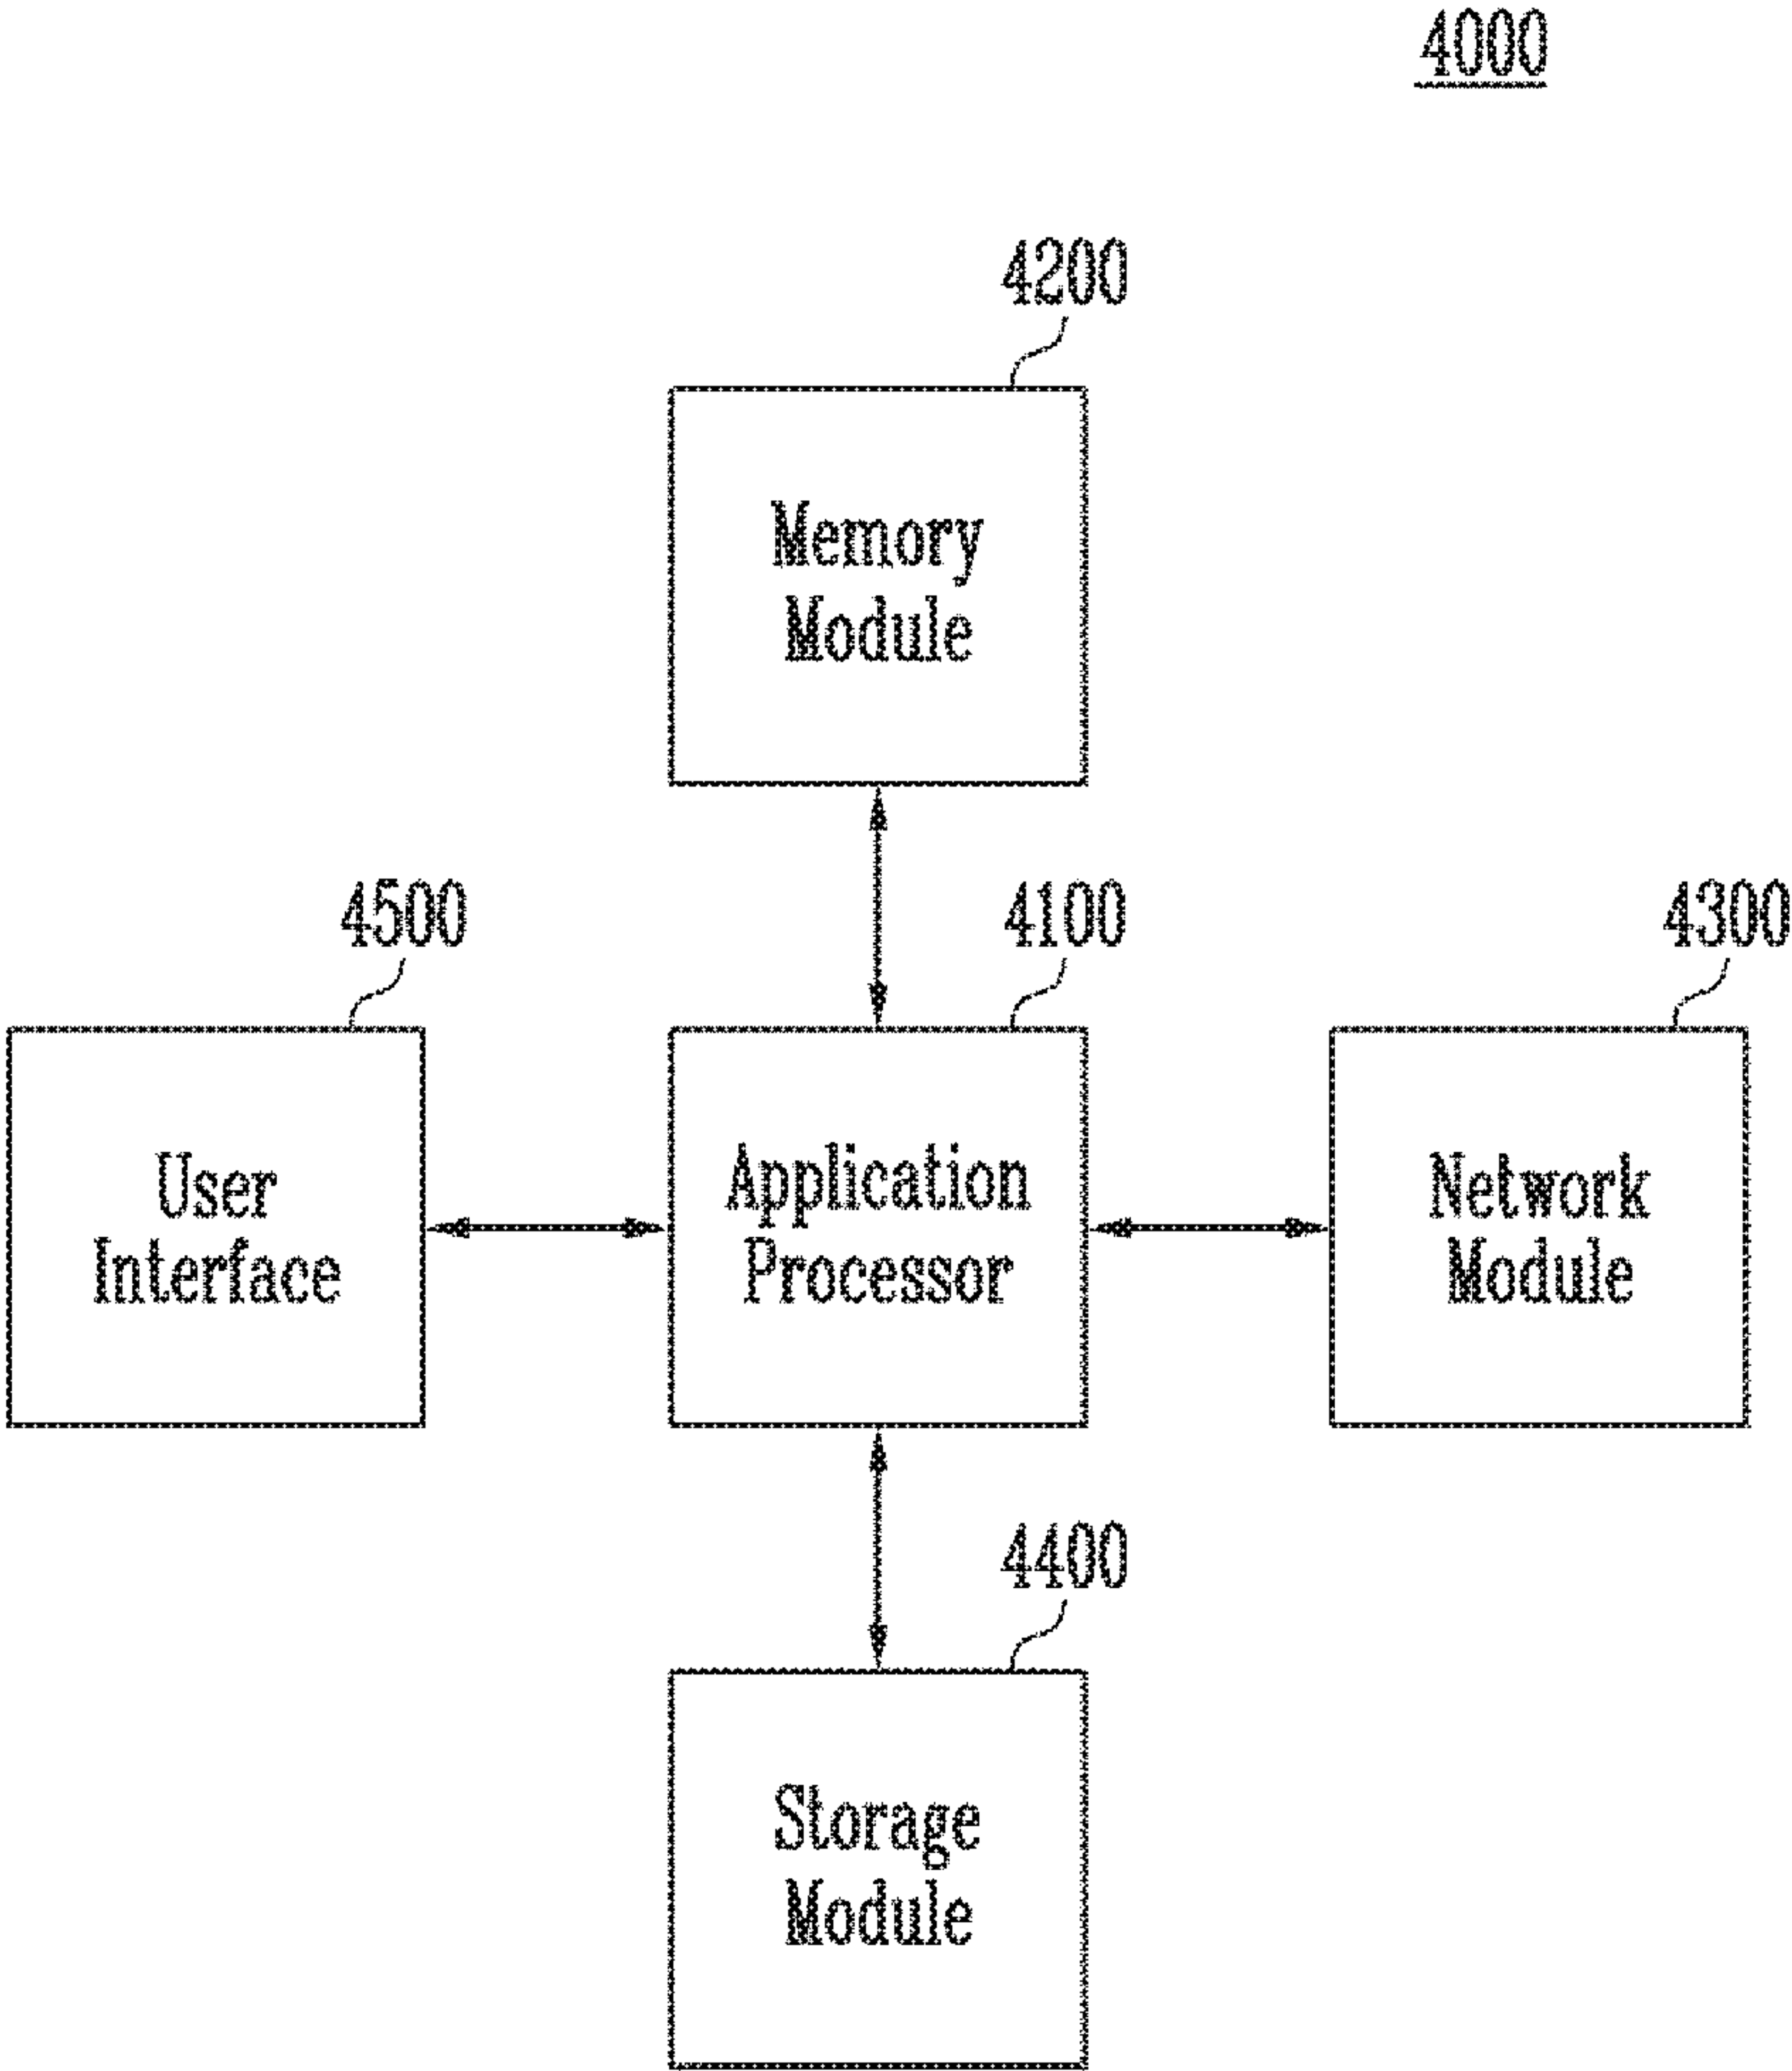 4000
4200
Memory
Module
4500
4100
4300
User
Interface
Application
Processor
Network
Module
4400
Storage
Module